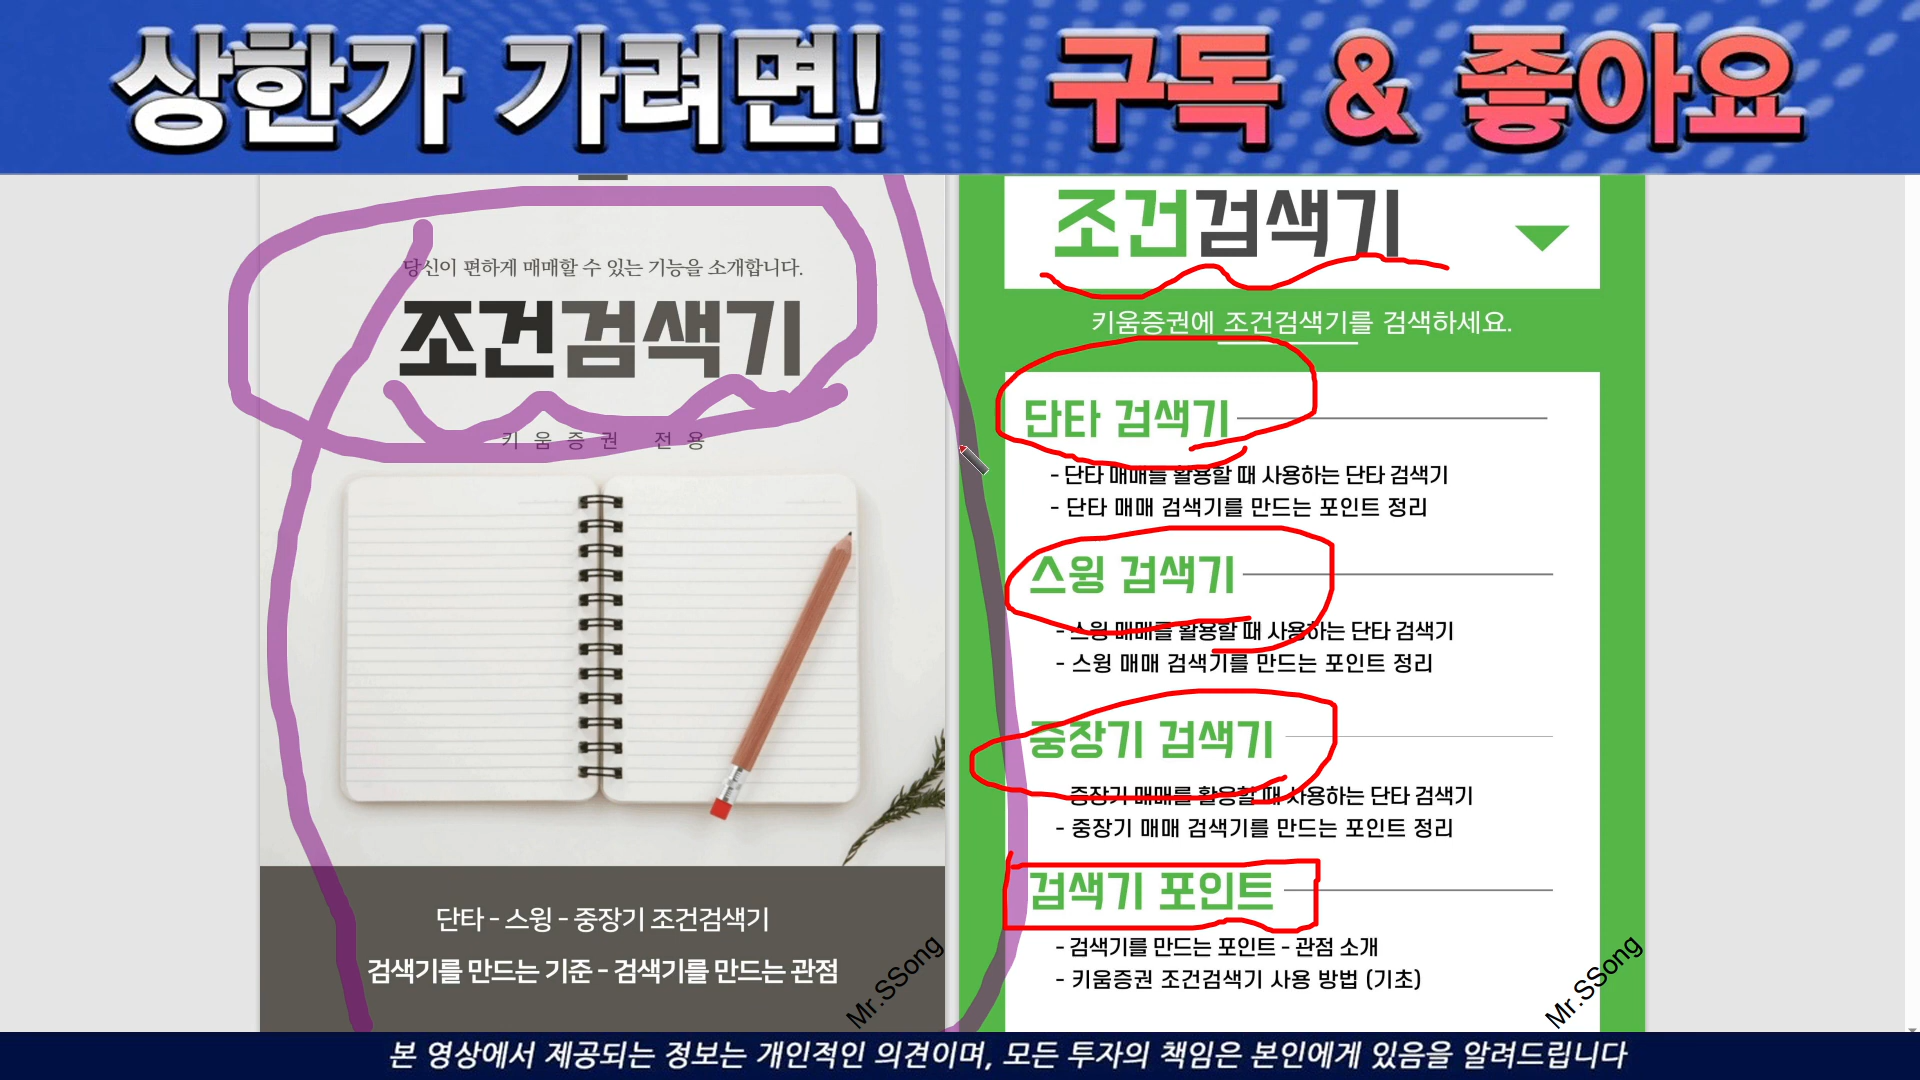 상한가 가려면! 구독 & 좋아요
당신이 편하게 매매할 수 있는 기능을 소개합니다.
조건검색기
키움증권 전용
단타 - 스윙 - 중장기 조건검색기
검색기를 만드는 기준 - 검색기를 만드는 관점
Mr.SSong
조건검색기
키움증권에 조건검색기를 검색하세요.
단타 검색기
- 단타 매매를 활용할 때 사용하는 단타 검색기
- 단타 매매 검색기를 만드는 포인트 정리
스윙 검색기
- 스윙 매매를 활용할 때 사용하는 단타 검색기
- 스윙 매매 검색기를 만드는 포인트 정리
중장기 검색기
- 중장기 매매를 활용할 때 사용하는 단타 검색기
- 중장기 매매 검색기를 만드는 포인트 정리
검색기 포인트
- 검색기를 만드는 포인트 - 관점 소개
- 키움증권 조건검색기 사용 방법 (기초)
Mr.SSong
본 영상에서 제공되는 정보는 개인적인 의견이며, 모든 투자의 책임은 본인에게 있음을 알려드립니다